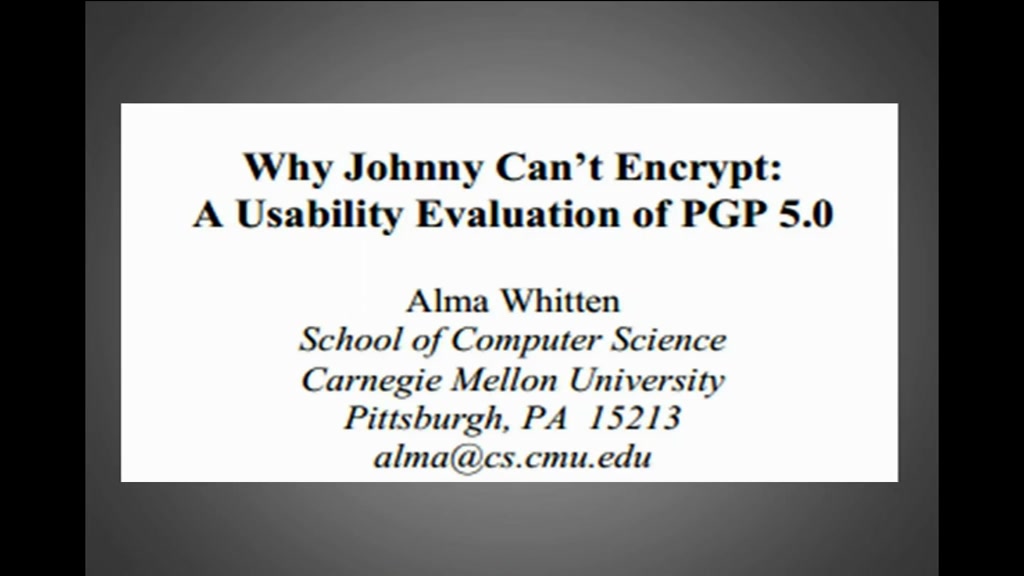 Why Johnny Can't Encrypt:
A Usability Evaluation of PGP 5.0
Alma Whitten
School of Computer Science
Carnegie Mellon University
Pittsburgh, PA 15213
alma@cs.cmu.edu